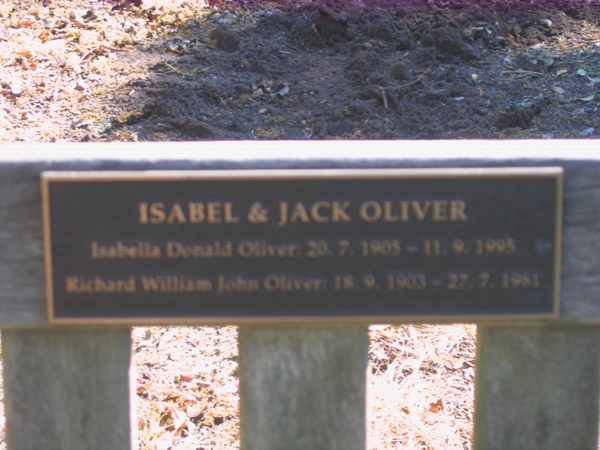 ISABEL & JACK OLIVER
Isabella Donald Oliver: 20. 7. 1905 – 11. 9. 1995
Richard William John Oliver: 18. 9. 1903 – 27. 7. 1981